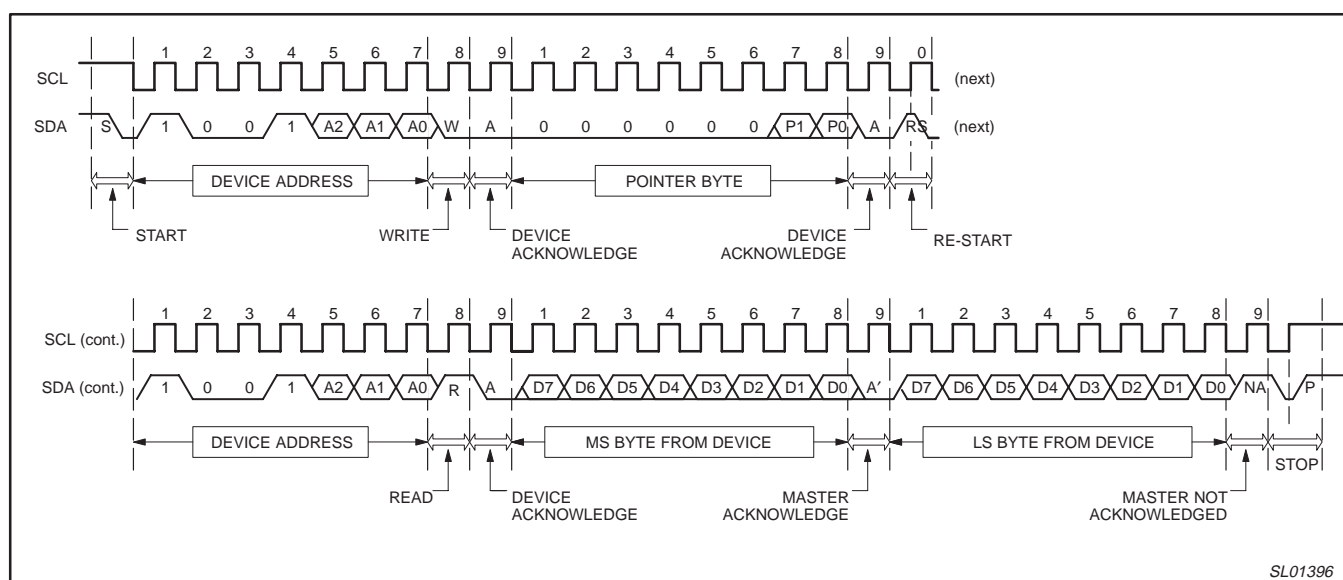 1 2 3 4 5 6 7 8 9 1 2 3 4 5 6 7 8 9 0
SCL (next)
SDA S 1 0 0 1 A2 A1 A0 W A 0 0 0 0 0 0 P1 P0 A RS (next)
DEVICE ADDRESS POINTER BYTE
START WRITE DEVICE ACKNOWLEDGE DEVICE ACKNOWLEDGE RE-START
1 2 3 4 5 6 7 8 9 1 2 3 4 5 6 7 8 9 1 2 3 4 5 6 7 8 9
SCL (cont.)
SDA (cont.) 1 0 0 1 A2 A1 A0 R A D7 D6 D5 D4 D3 D2 D1 D0 A′ D7 D6 D5 D4 D3 D2 D1 D0 NA P
DEVICE ADDRESS MS BYTE FROM DEVICE LS BYTE FROM DEVICE
STOP
READ DEVICE ACKNOWLEDGE MASTER ACKNOWLEDGE MASTER NOT ACKNOWLEDGED
SL01396